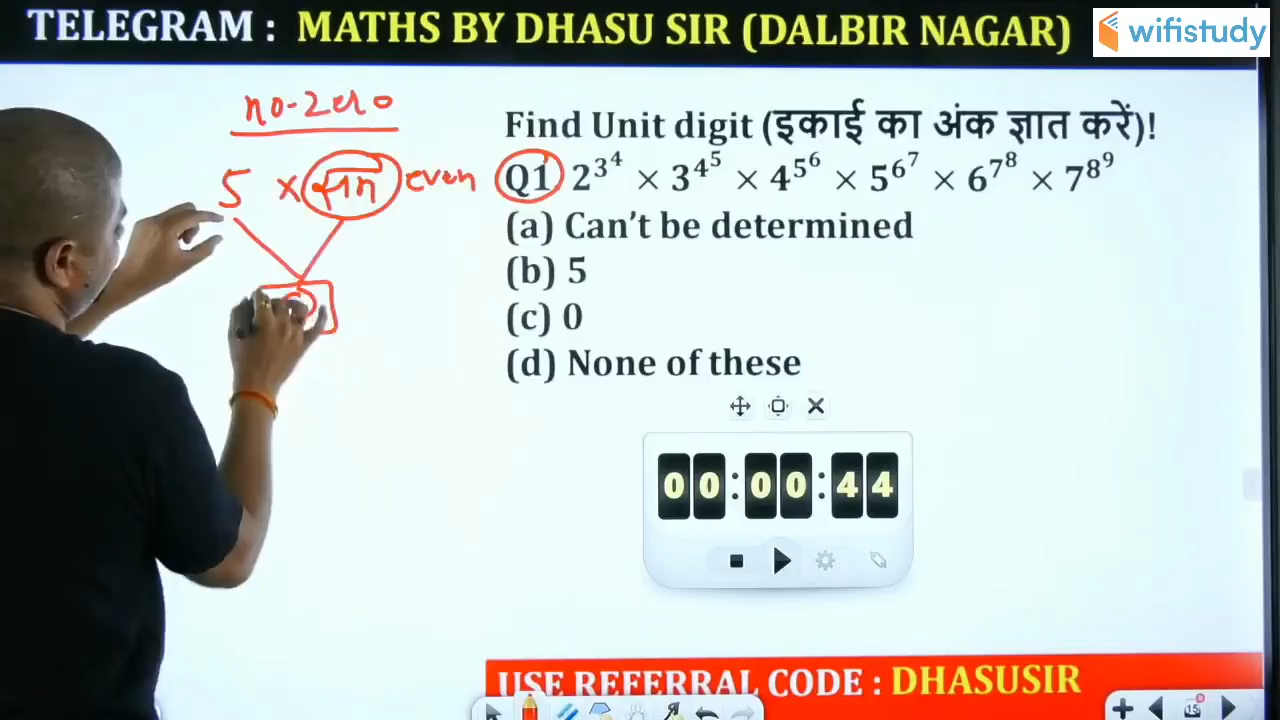 TELEGRAM : MATHS BY DHASU SIR (DALBIR NAGAR)
wifistudy
no-zero
5 × सम even
Find Unit digit (इकाई का अंक ज्ञात करें)!
Q1 2^{3^4} × 3^{4^5} × 4^{5^6} × 5^{6^7} × 6^{7^8} × 7^{8^9}
(a) Can't be determined
(b) 5
(c) 0
(d) None of these
00:00:44
USE REFERRAL CODE : DHASUSIR
15